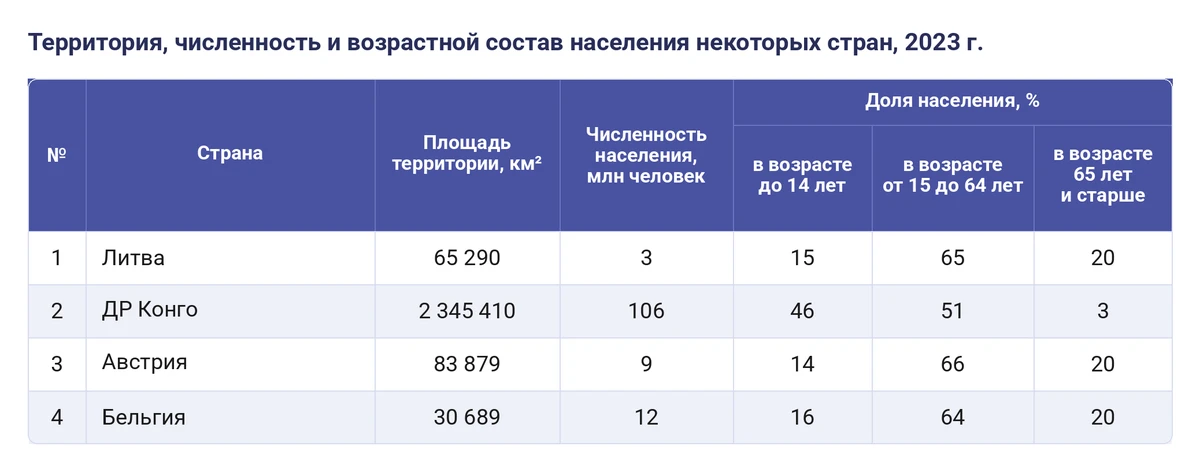 Территория, численность и возрастной состав населения некоторых стран, 2023 г.
№
Страна
Площадь
территории, км²
Численность
населения,
млн человек
Доля населения, %
в возрасте
до 14 лет
в возрасте
от 15 до 64 лет
в возрасте
65 лет
и старше
1 Литва 65 290 3 15 65 20
2 ДР Конго 2 345 410 106 46 51 3
3 Австрия 83 879 9 14 66 20
4 Бельгия 30 689 12 16 64 20